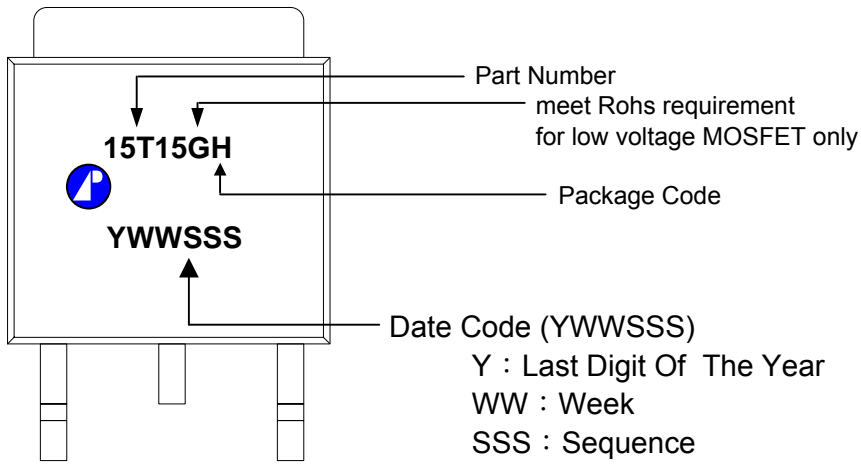 Part Number
meet Rohs requirement
for low voltage MOSFET only
15T15GH
Package Code
YWWSSS
Date Code (YWWSSS)
Y：Last Digit Of The Year
WW：Week
SSS：Sequence